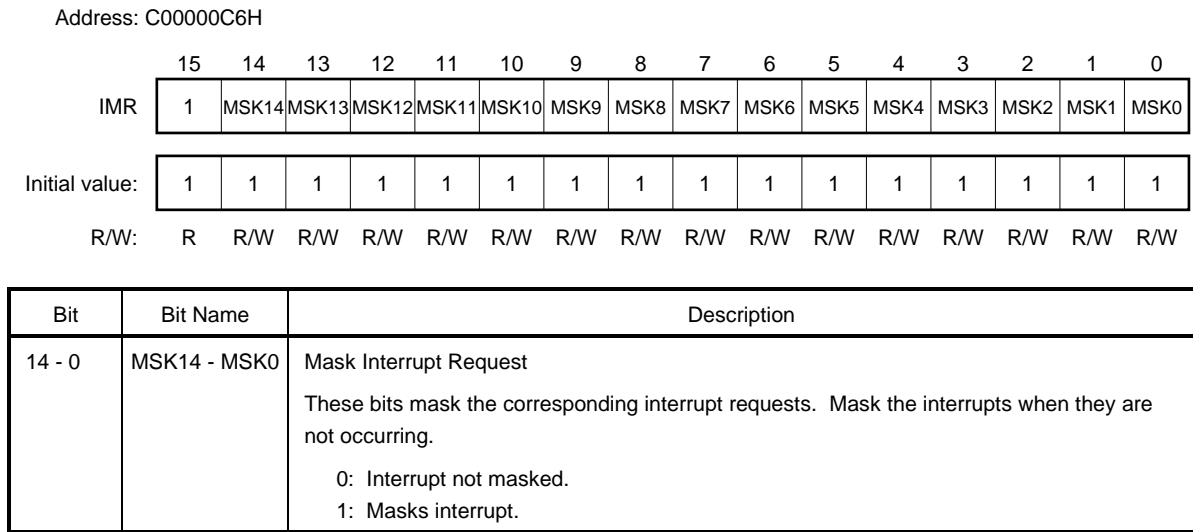 Address: C00000C6H
15 14 13 12 11 10 9 8 7 6 5 4 3 2 1 0
IMR 1 MSK14 MSK13 MSK12 MSK11 MSK10 MSK9 MSK8 MSK7 MSK6 MSK5 MSK4 MSK3 MSK2 MSK1 MSK0
Initial value: 1 1 1 1 1 1 1 1 1 1 1 1 1 1 1 1
R/W: R R/W R/W R/W R/W R/W R/W R/W R/W R/W R/W R/W R/W R/W R/W R/W
Bit Bit Name Description
14 - 0 MSK14 - MSK0 Mask Interrupt Request
These bits mask the corresponding interrupt requests. Mask the interrupts when they are
not occurring.
0: Interrupt not masked.
1: Masks interrupt.